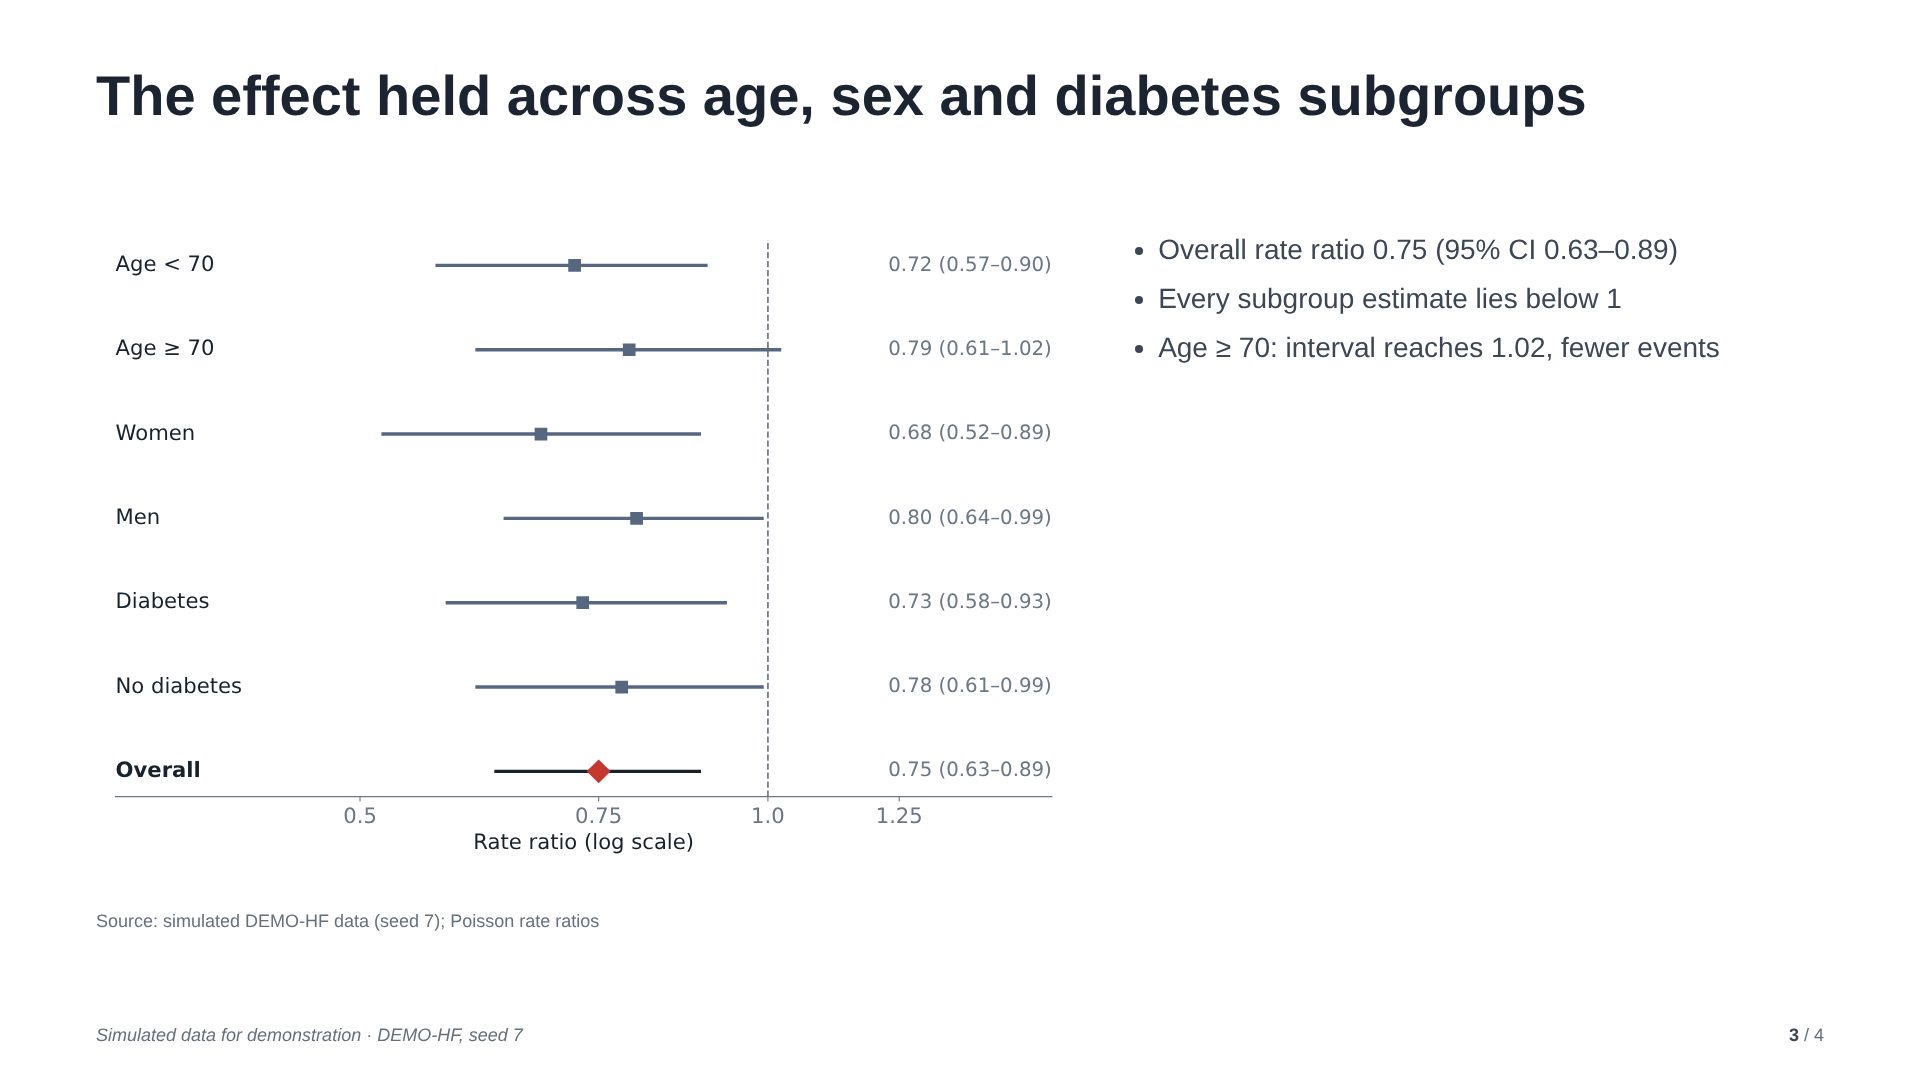 The effect held across age, sex and diabetes subgroups
Age < 70 0.72 (0.57–0.90)
Age ≥ 70 0.79 (0.61–1.02)
Women 0.68 (0.52–0.89)
Men 0.80 (0.64–0.99)
Diabetes 0.73 (0.58–0.93)
No diabetes 0.78 (0.61–0.99)
Overall 0.75 (0.63–0.89)
0.5 0.75 1.0 1.25
Rate ratio (log scale)
• Overall rate ratio 0.75 (95% CI 0.63–0.89)
• Every subgroup estimate lies below 1
• Age ≥ 70: interval reaches 1.02, fewer events
Source: simulated DEMO-HF data (seed 7); Poisson rate ratios
Simulated data for demonstration · DEMO-HF, seed 7
3 / 4